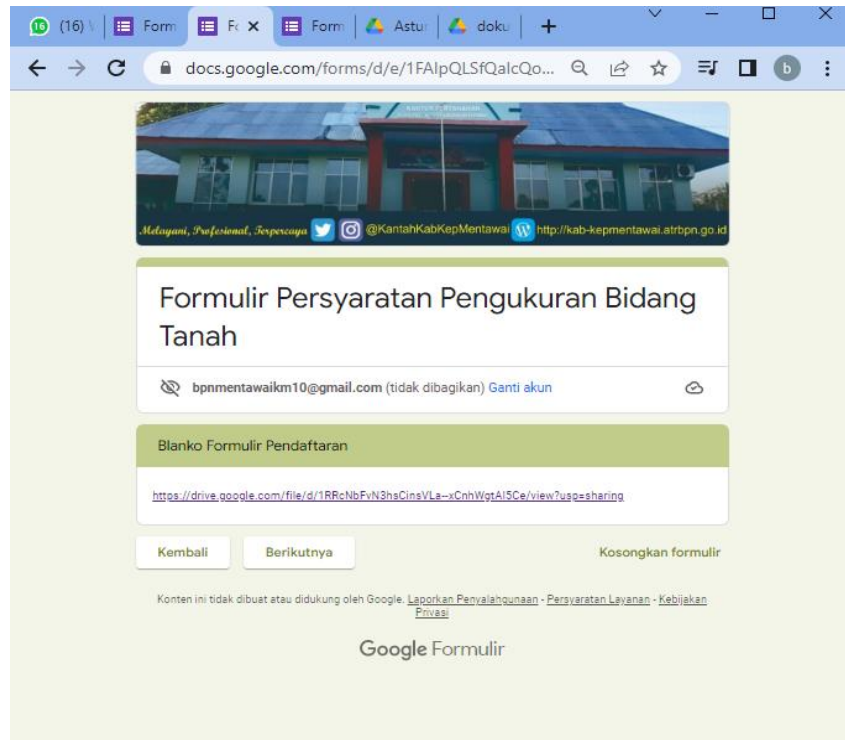 16 (16) Form Fo Form Astu doku
docs.google.com/forms/d/e/1FAIpQLSfQalcQo...
b
Melayani, Profesional, Terpercaya @KantahKabKepMentawai http://kab-kepmentawai.atrbpn.go.id
Formulir Persyaratan Pengukuran Bidang
Tanah
bpnmentawaikm10@gmail.com (tidak dibagikan) Ganti akun
Blanko Formulir Pendaftaran
https://drive.google.com/file/d/1RRcNbFvN3hsCinsVLa--xCnhWgtAI5Ce/view?usp=sharing
Kembali Berikutnya Kosongkan formulir
Konten ini tidak dibuat atau didukung oleh Google. Laporkan Penyalahgunaan - Persyaratan Layanan - Kebijakan
Privasi
Google Formulir